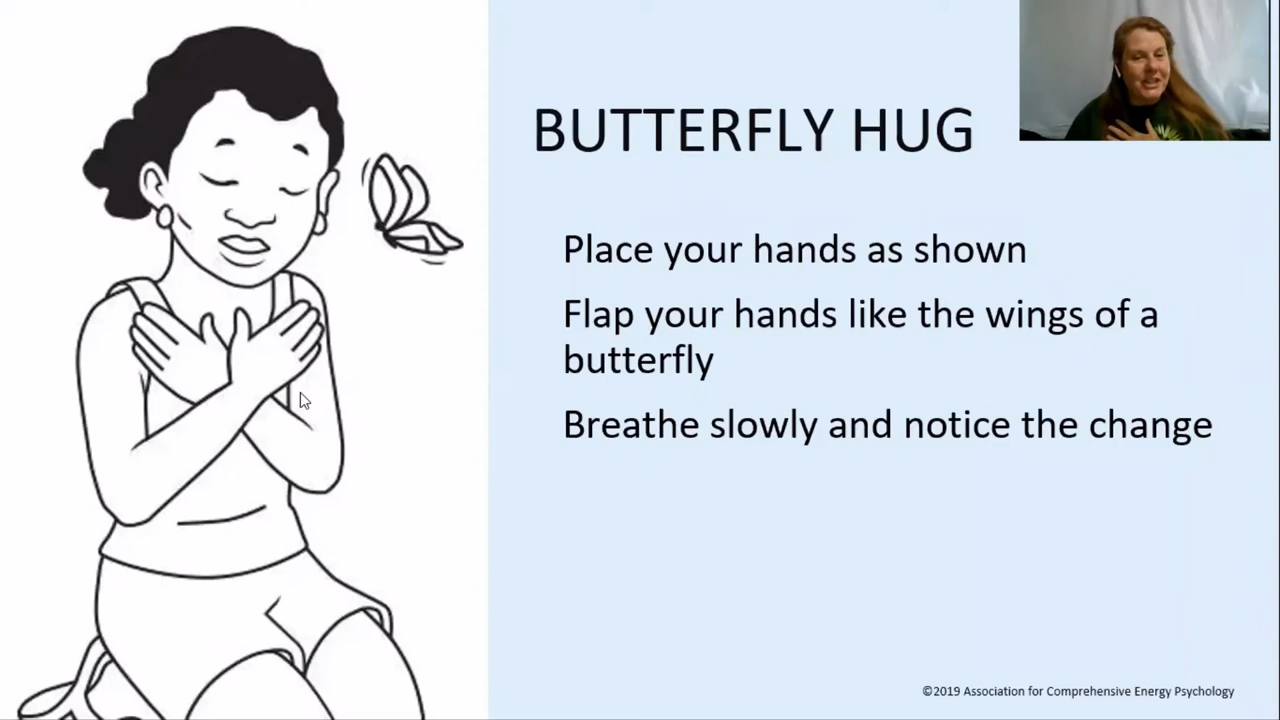 BUTTERFLY HUG
Place your hands as shown
Flap your hands like the wings of a
butterfly
Breathe slowly and notice the change
©2019 Association for Comprehensive Energy Psychology